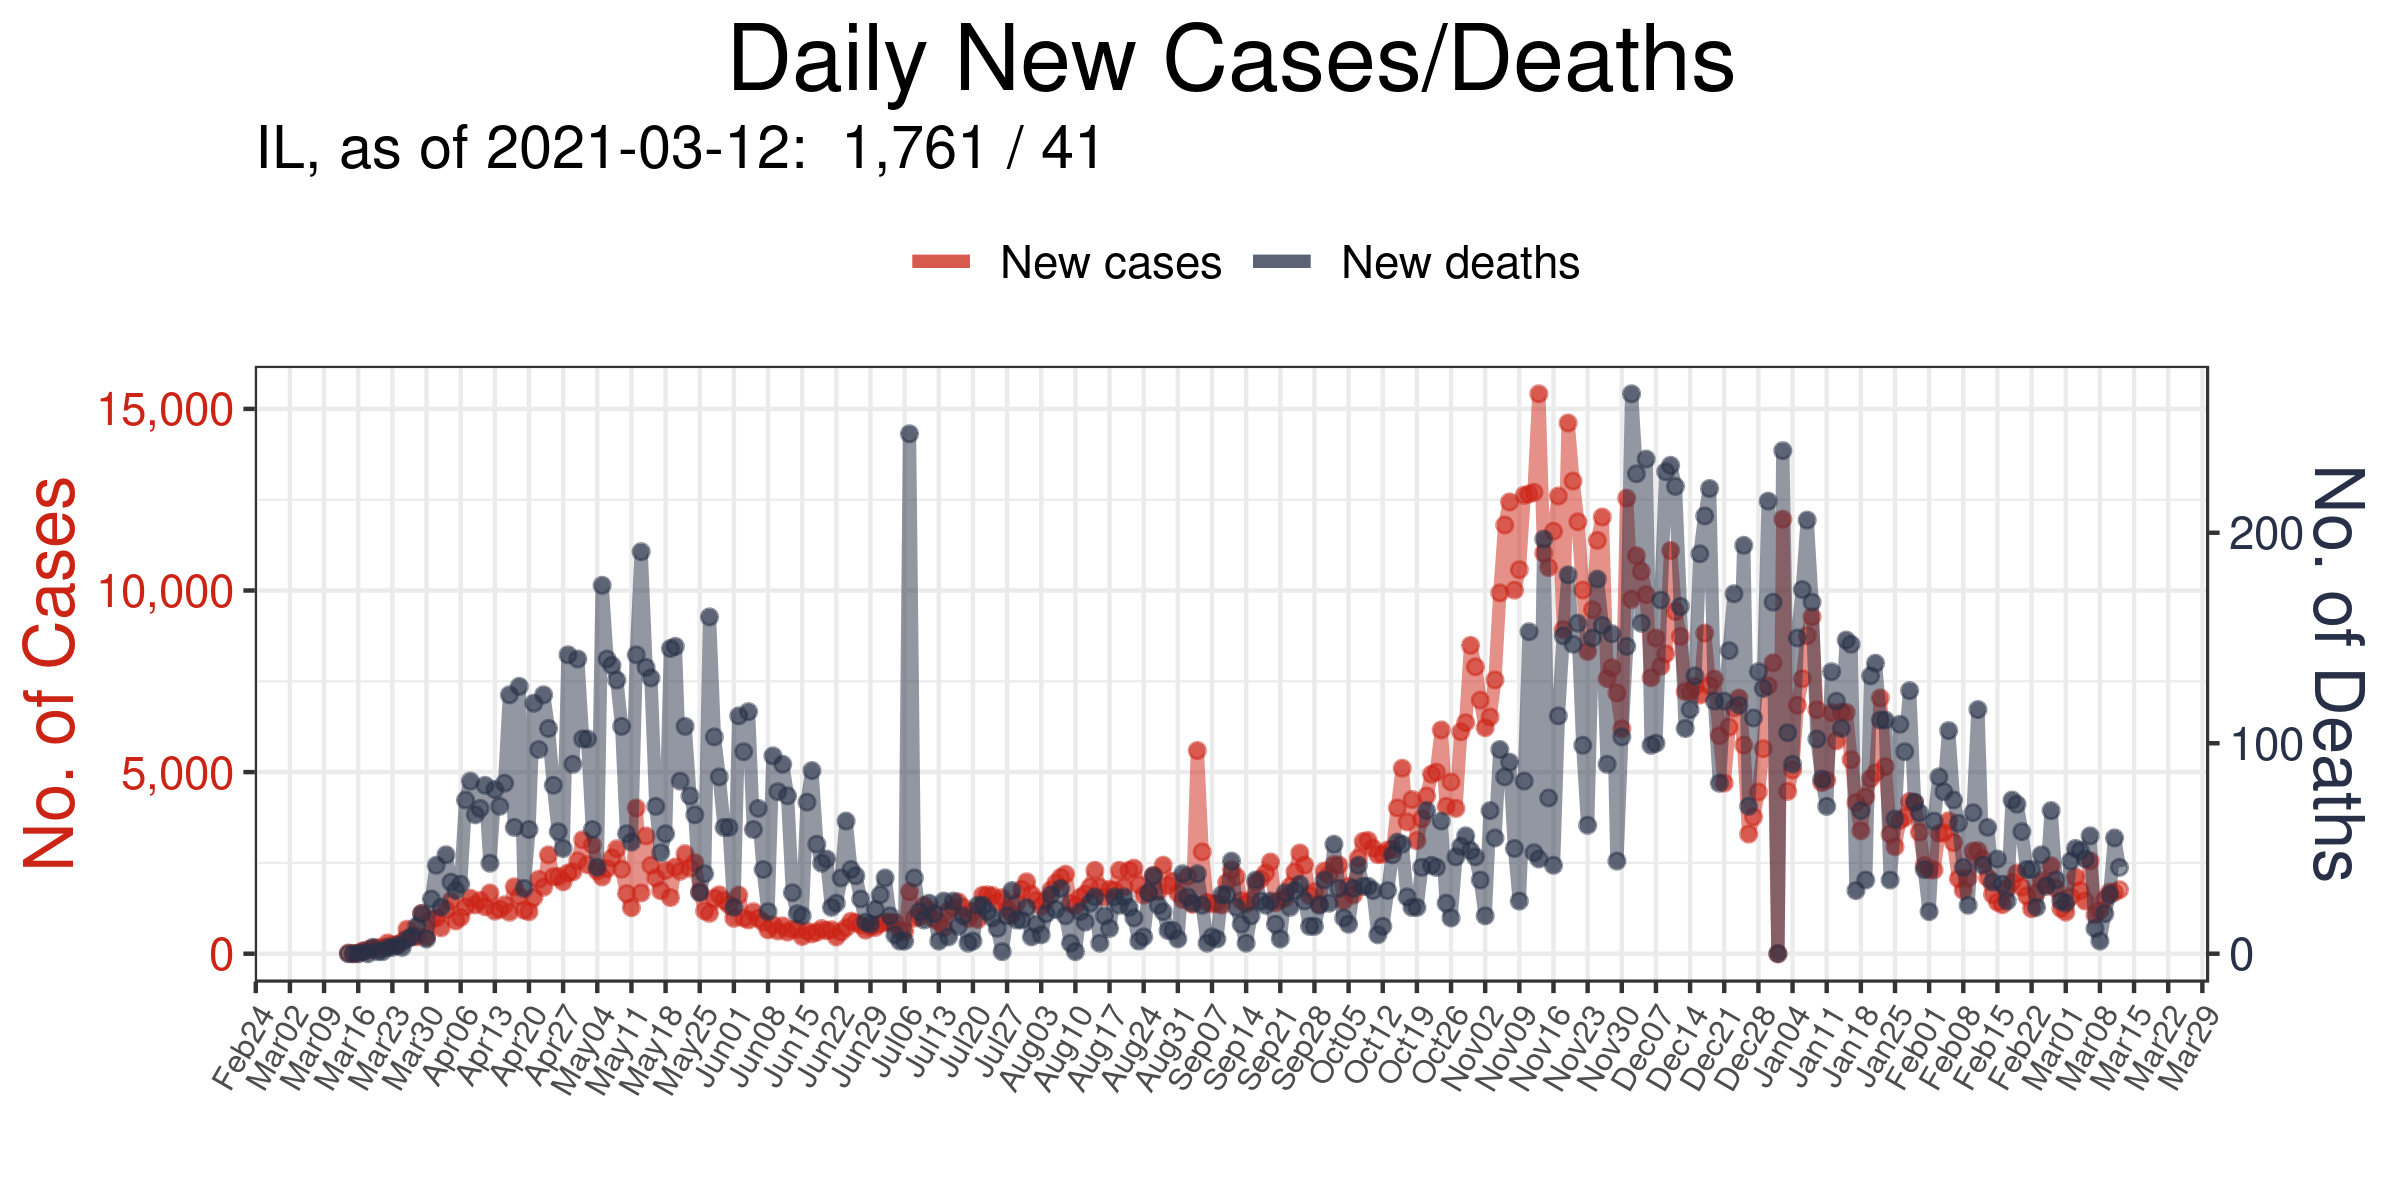 Daily New Cases/Deaths
IL, as of 2021-03-12:  1,761 / 41
New cases New deaths
No. of Cases
15,000
10,000
5,000
0
No. of Deaths
200
100
0
Feb24 Mar02 Mar09 Mar16 Mar23 Mar30 Apr06 Apr13 Apr20 Apr27 May04 May11 May18 May25 Jun01 Jun08 Jun15 Jun22 Jun29 Jul06 Jul13 Jul20 Jul27 Aug03 Aug10 Aug17 Aug24 Aug31 Sep07 Sep14 Sep21 Sep28 Oct05 Oct12 Oct19 Oct26 Nov02 Nov09 Nov16 Nov23 Nov30 Dec07 Dec14 Dec21 Dec28 Jan04 Jan11 Jan18 Jan25 Feb01 Feb08 Feb15 Feb22 Mar01 Mar08 Mar15 Mar22 Mar29